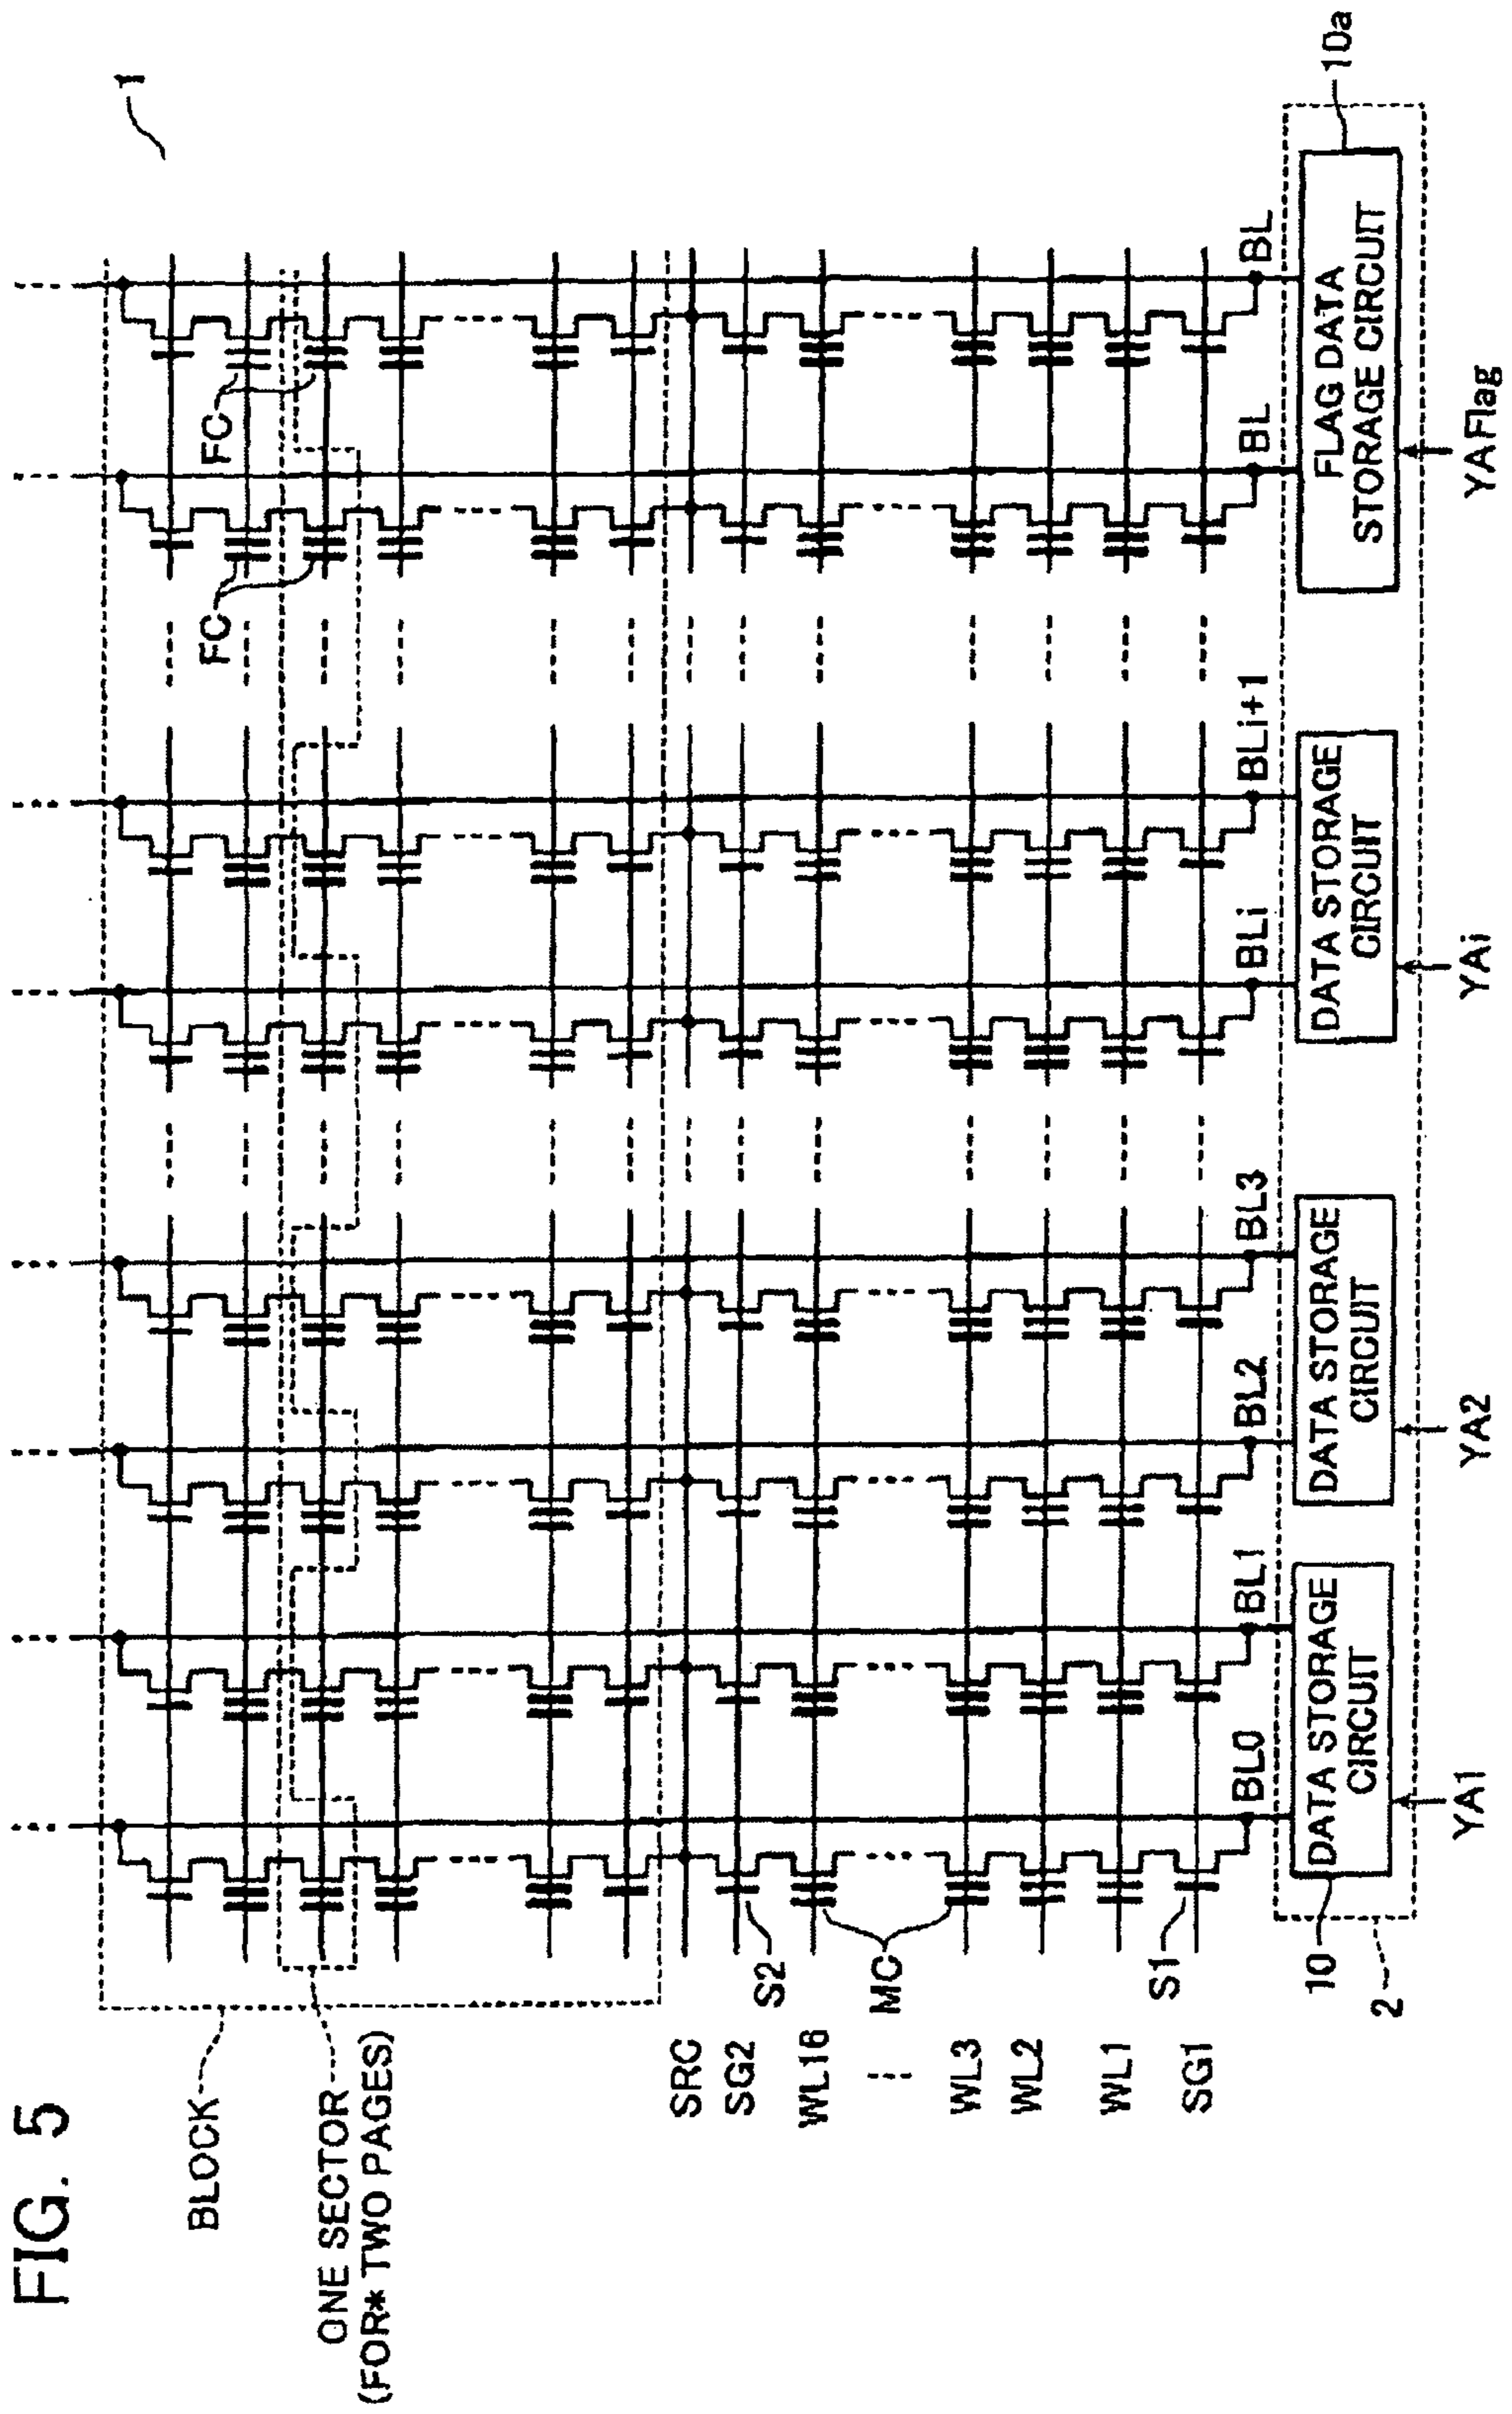 FIG. 5
1
BLOCK
ONE SECTOR
(FOR* TWO PAGES)
FC
FC
SRC
SG2
WL16
WL3
WL2
WL1
SG1
S2
MC
S1
BL0
BL1
BL2
BL3
BLi
BLi+1
BL
BL
10
2
DATA STORAGE
CIRCUIT
DATA STORAGE
CIRCUIT
DATA STORAGE
CIRCUIT
FLAG DATA
STORAGE CIRCUIT
10a
YA1
YA2
YAi
YAFlag